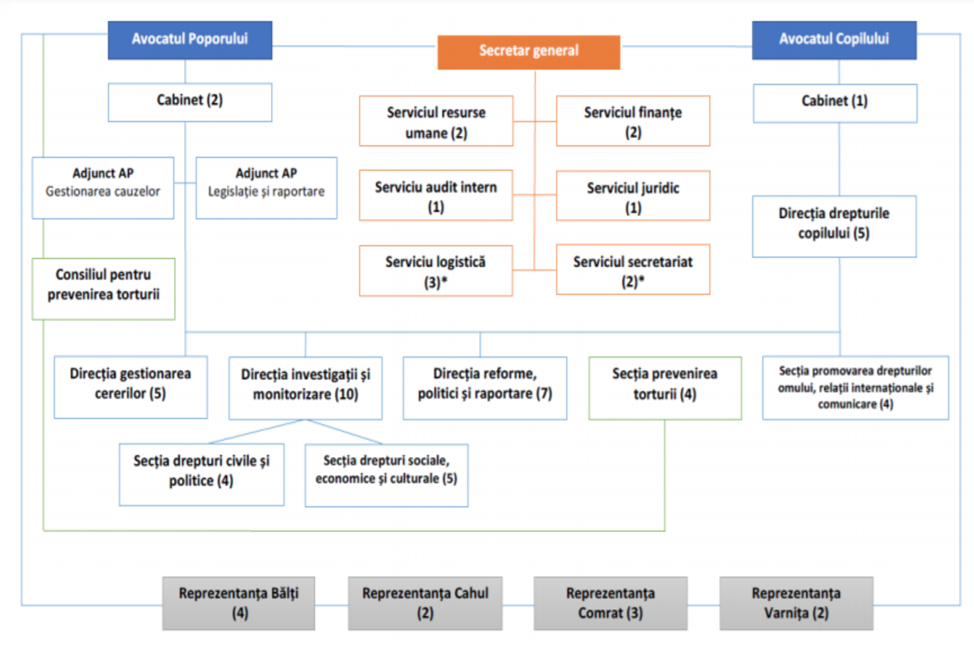 Avocatul Poporului
Secretar general
Avocatul Copilului
Cabinet (2)
Cabinet (1)
Serviciul resurse
umane (2)
Serviciul finanțe
(2)
Adjunct AP
Gestionarea cauzelor
Adjunct AP
Legislație și raportare
Serviciu audit intern
(1)
Serviciul juridic
(1)
Direcția drepturile
copilului (5)
Consiliul pentru
prevenirea torturii
Serviciu logistică
(3)*
Serviciul secretariat
(2)*
Direcția gestionarea
cererilor (5)
Direcția investigații și
monitorizare (10)
Direcția reforme,
politici și raportare (7)
Secția prevenirea
torturii (4)
Secția promovarea drepturilor
omului, relații internaționale și
comunicare (4)
Secția drepturi civile și
politice (4)
Secția drepturi sociale,
economice și culturale (5)
Reprezentanța Bălți
(4)
Reprezentanța Cahul
(2)
Reprezentanța
Comrat (3)
Reprezentanța
Varnița (2)